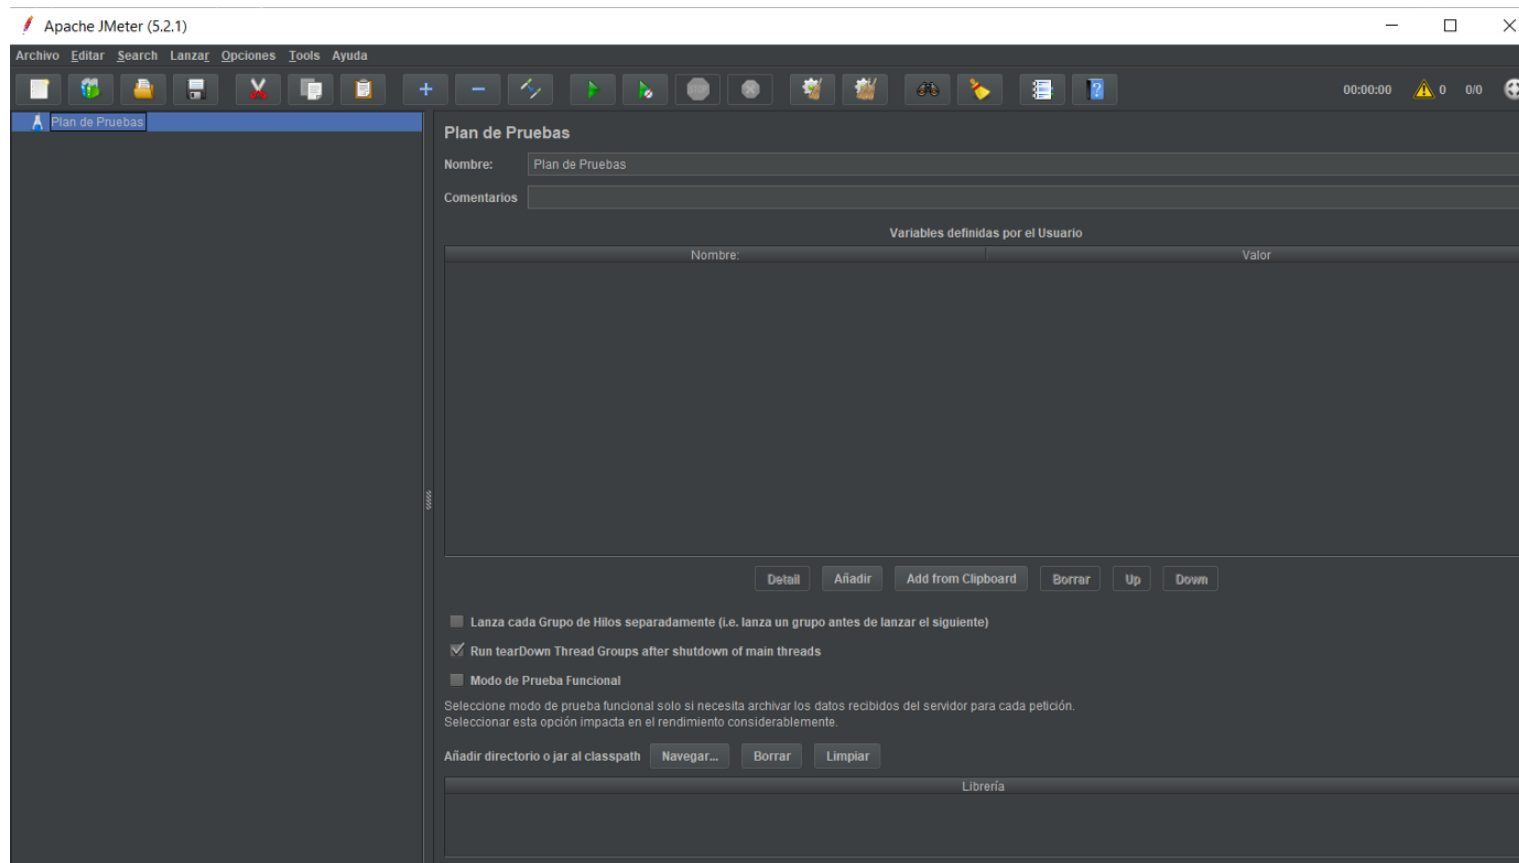 Apache JMeter (5.2.1)
Archivo Editar Search Lanzar Opciones Tools Ayuda
00:00:00 0 0/0
Plan de Pruebas
Plan de Pruebas
Nombre: Plan de Pruebas
Comentarios
Variables definidas por el Usuario
Nombre: Valor
Detail Añadir Add from Clipboard Borrar Up Down
Lanza cada Grupo de Hilos separadamente (i.e. lanza un grupo antes de lanzar el siguiente)
Run tearDown Thread Groups after shutdown of main threads
Modo de Prueba Funcional
Seleccione modo de prueba funcional solo si necesita archivar los datos recibidos del servidor para cada petición.
Seleccionar esta opción impacta en el rendimiento considerablemente.
Añadir directorio o jar al classpath Navegar... Borrar Limpiar
Librería